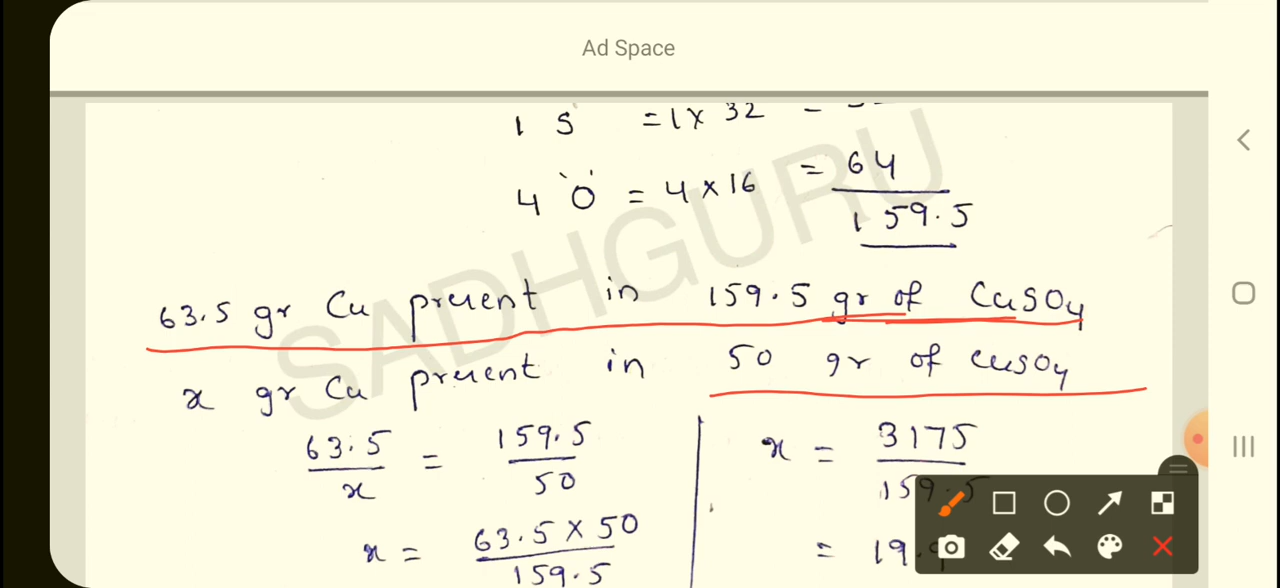 Ad Space
1 S = 1 x 32 =
4 'O' = 4 x 16 = 64
159.5
SADHGURU
63.5 gr Cu present in 159.5 gr of CuSO4
x gr Cu present in 50 gr of CuSO4
63.5 / x = 159.5 / 50
x = 63.5 x 50 / 159.5
x = 3175 / 159.5
= 19.